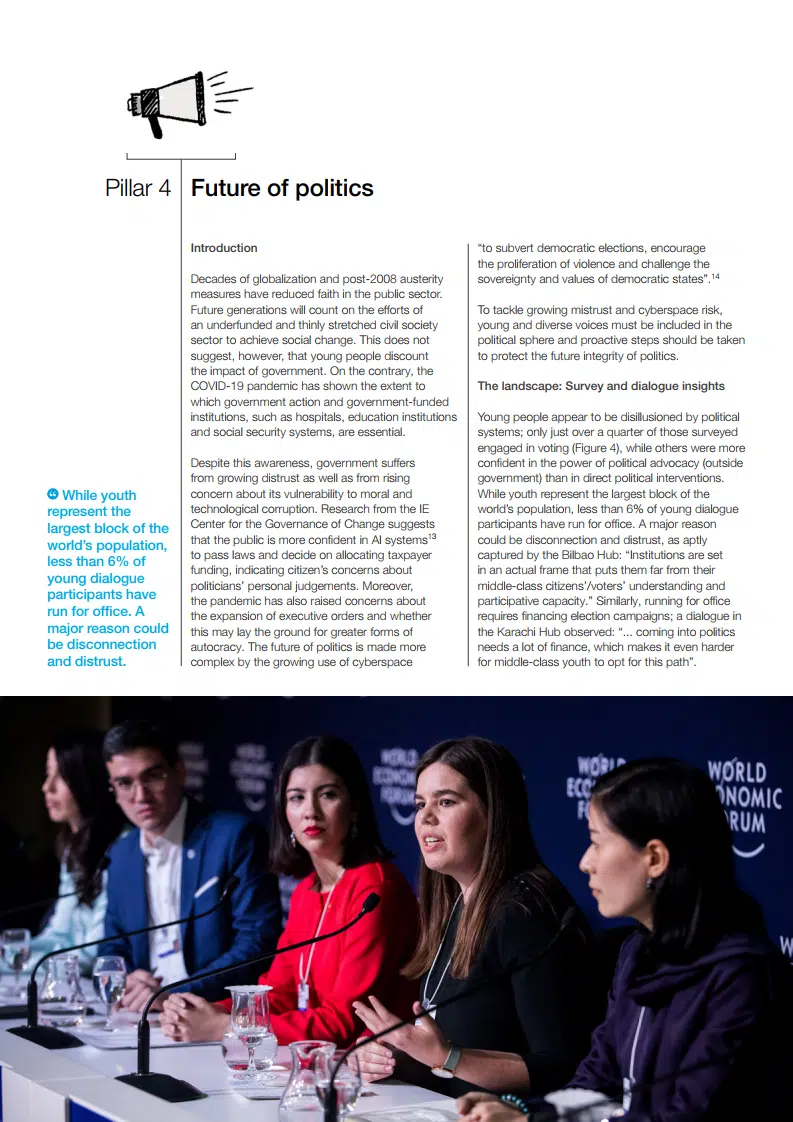 Pillar 4
Future of politics
Introduction
Decades of globalization and post-2008 austerity
measures have reduced faith in the public sector.
Future generations will count on the efforts of
an underfunded and thinly stretched civil society
sector to achieve social change. This does not
suggest, however, that young people discount
the impact of government. On the contrary, the
COVID-19 pandemic has shown the extent to
which government action and government-funded
institutions, such as hospitals, education institutions
and social security systems, are essential.
Despite this awareness, government suffers
from growing distrust as well as from rising
concern about its vulnerability to moral and
technological corruption. Research from the IE
Center for the Governance of Change suggests
that the public is more confident in AI systems¹³
to pass laws and decide on allocating taxpayer
funding, indicating citizen’s concerns about
politicians’ personal judgements. Moreover,
the pandemic has also raised concerns about
the expansion of executive orders and whether
this may lay the ground for greater forms of
autocracy. The future of politics is made more
complex by the growing use of cyberspace
“to subvert democratic elections, encourage
the proliferation of violence and challenge the
sovereignty and values of democratic states”.¹⁴
To tackle growing mistrust and cyberspace risk,
young and diverse voices must be included in the
political sphere and proactive steps should be taken
to protect the future integrity of politics.
The landscape: Survey and dialogue insights
Young people appear to be disillusioned by political
systems; only just over a quarter of those surveyed
engaged in voting (Figure 4), while others were more
confident in the power of political advocacy (outside
government) than in direct political interventions.
While youth represent the largest block of the
world’s population, less than 6% of young dialogue
participants have run for office. A major reason
could be disconnection and distrust, as aptly
captured by the Bilbao Hub: “Institutions are set
in an actual frame that puts them far from their
middle-class citizens’/voters’ understanding and
participative capacity.” Similarly, running for office
requires financing election campaigns; a dialogue in
the Karachi Hub observed: “... coming into politics
needs a lot of finance, which makes it even harder
for middle-class youth to opt for this path”.
While youth
represent the
largest block of the
world’s population,
less than 6% of
young dialogue
participants have
run for office. A
major reason could
be disconnection
and distrust.
WORLD
ECONOMIC
FORUM
WORLD